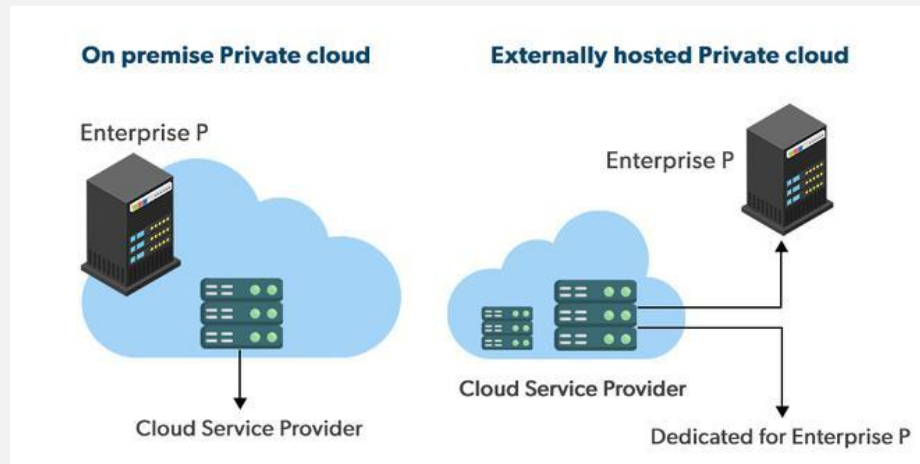 On premise Private cloud
Enterprise P
Cloud Service Provider
Externally hosted Private cloud
Enterprise P
Cloud Service Provider
Dedicated for Enterprise P